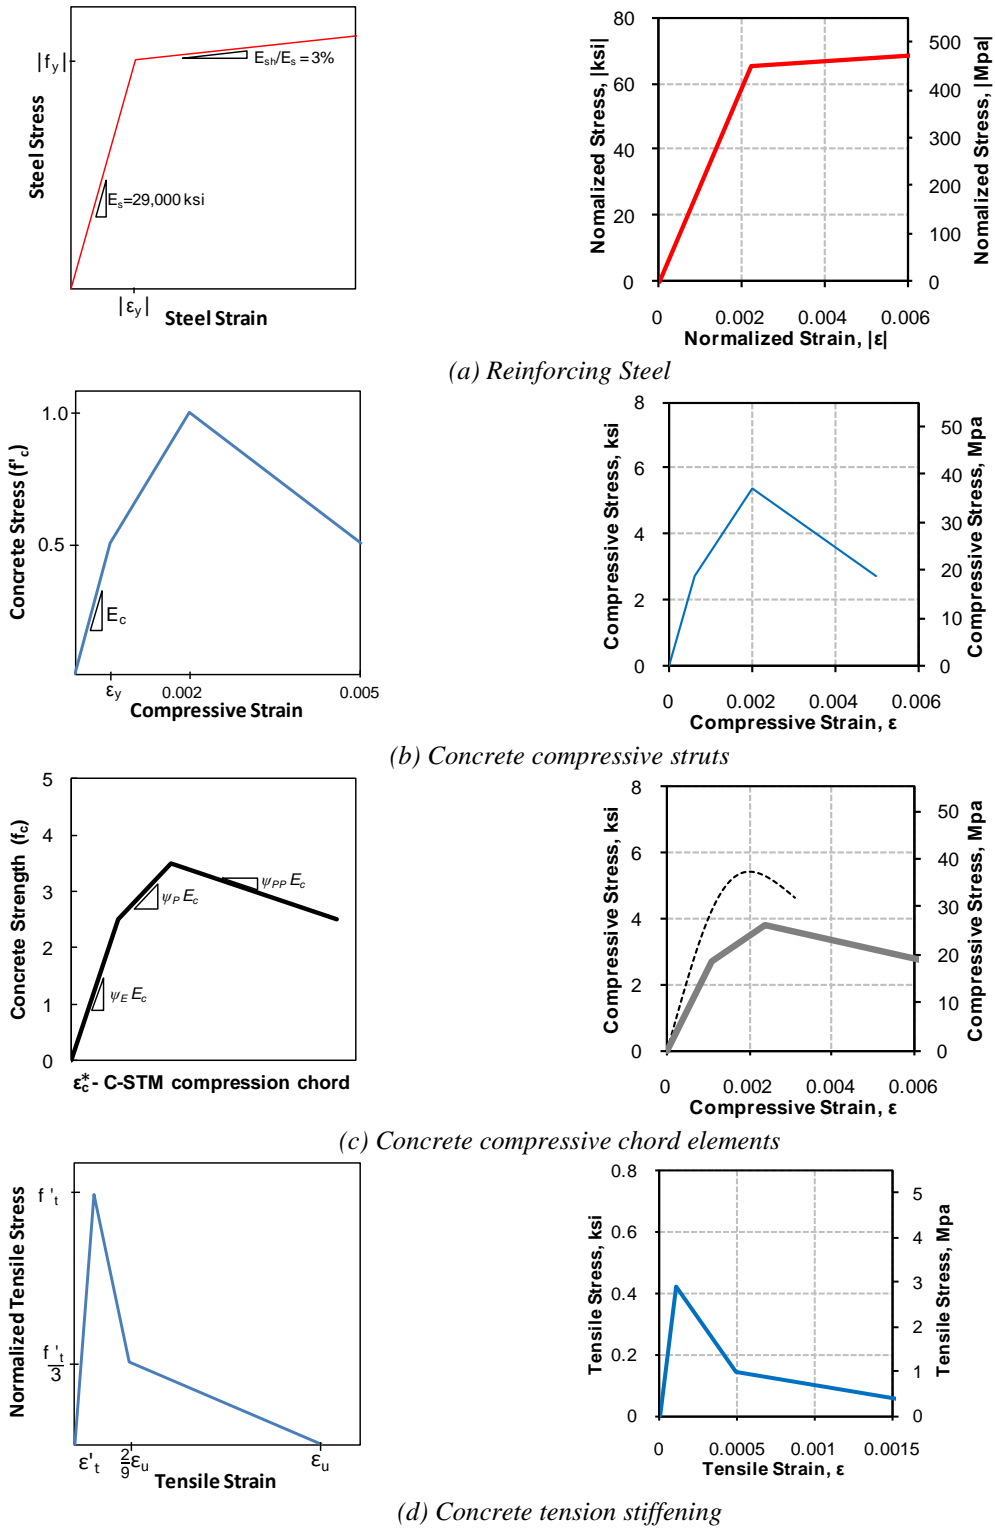 Steel Stress
|fy|
Esh/Es = 3%
Es=29,000 ksi
|εy|
Steel Strain
Nomalized Stress, |ksi|
80
60
40
20
0
500
400
300
200
100
0
Nomalized Stress, |Mpa|
0 0.002 0.004 0.006
Normalized Strain, |ε|
(a) Reinforcing Steel
Concrete Stress (f'c)
1.0
0.5
Ec
εy 0.002 0.005
Compressive Strain
Compressive Stress, ksi
8
6
4
2
0
50
40
30
20
10
0
Compressive Stress, Mpa
0 0.002 0.004 0.006
Compressive Strain, ε
(b) Concrete compressive struts
Concrete Strength (fc)
5
4
3
2
1
0
ψPP Ec
ψP Ec
ψE Ec
εc* - C-STM compression chord
Compressive Stress, ksi
8
6
4
2
0
50
40
30
20
10
0
Compressive Stress, Mpa
0 0.002 0.004 0.006
Compressive Strain, ε
(c) Concrete compressive chord elements
Normalized Tensile Stress
f't
f't/3
ε't 2/9 εu εu
Tensile Strain
Tensile Stress, ksi
0.8
0.6
0.4
0.2
0
5
4
3
2
1
0
Tensile Stress, Mpa
0 0.0005 0.001 0.0015
Tensile Strain, ε
(d) Concrete tension stiffening